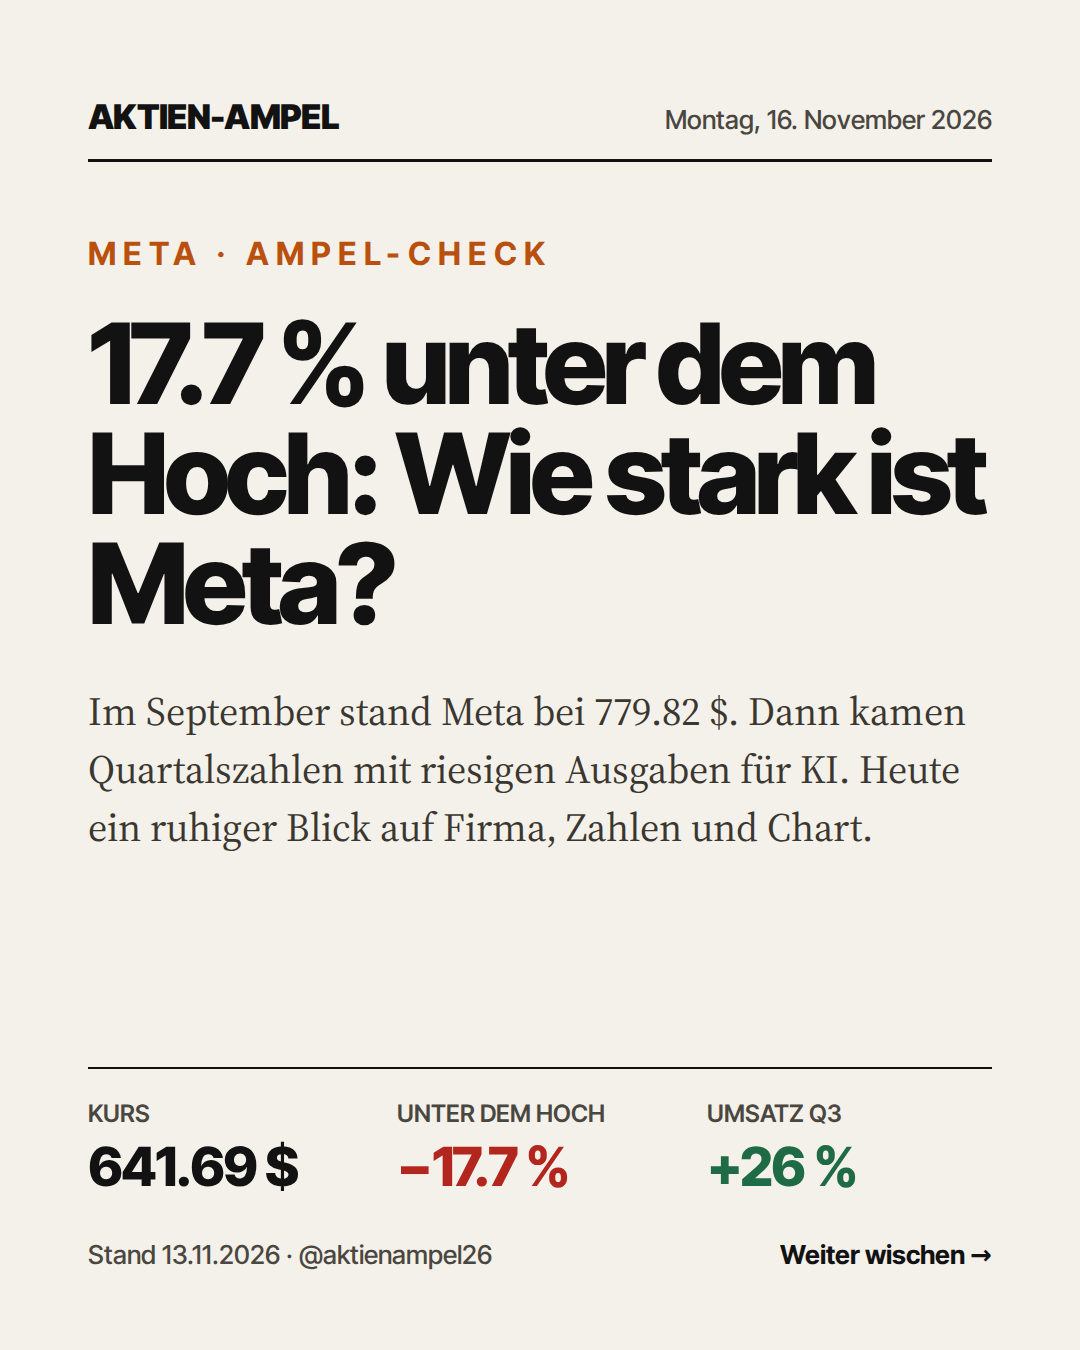 AKTIEN-AMPEL
Montag, 16. November 2026
META · AMPEL-CHECK
17.7 % unter dem
Hoch: Wie stark ist
Meta?
Im September stand Meta bei 779.82 $. Dann kamen
Quartalszahlen mit riesigen Ausgaben für KI. Heute
ein ruhiger Blick auf Firma, Zahlen und Chart.
KURS
641.69 $
UNTER DEM HOCH
−17.7 %
UMSATZ Q3
+26 %
Stand 13.11.2026 · @aktienampel26
Weiter wischen →